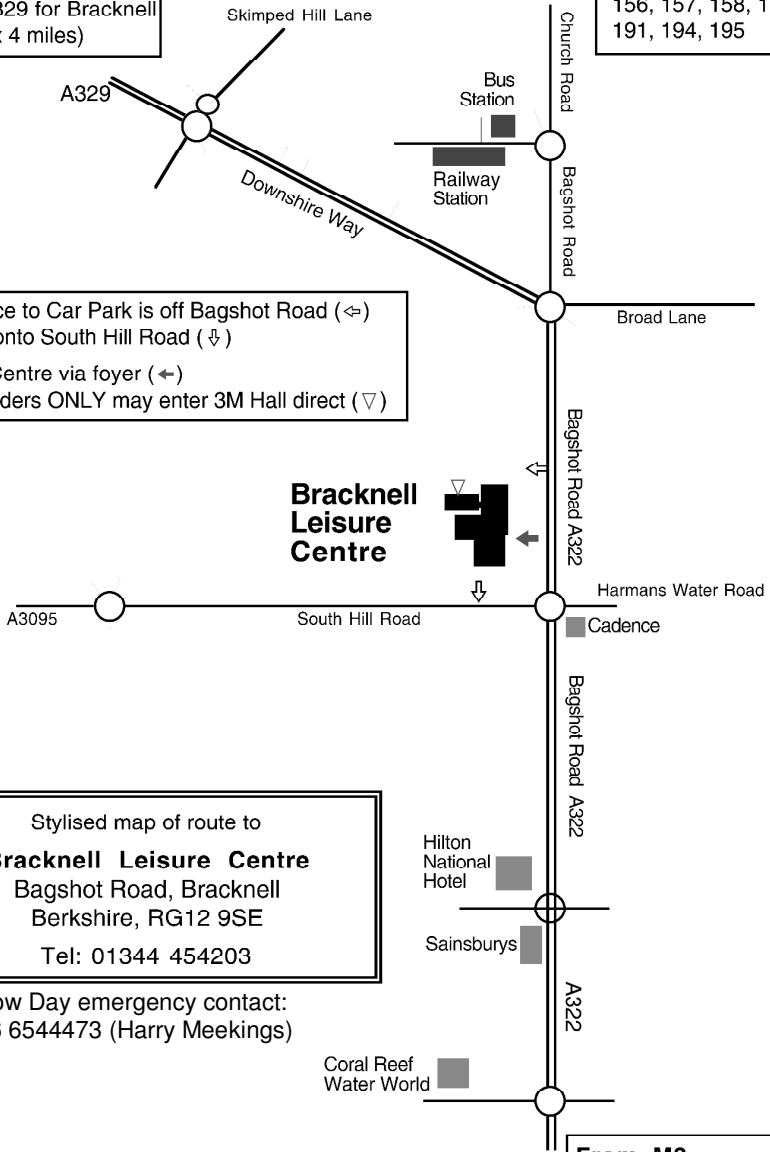 329 for Bracknell
4 miles)
Skimped Hill Lane
156, 157, 158, 1
191, 194, 195
Church Road
A329
Bus
Station
Railway
Station
Bagshot Road
Downshire Way
Broad Lane
ce to Car Park is off Bagshot Road (⇦)
onto South Hill Road (⇩)
Centre via foyer (←)
ders ONLY may enter 3M Hall direct (▽)
Bagshot Road A322
Bracknell
Leisure
Centre
Harmans Water Road
A3095
South Hill Road
Cadence
Bagshot Road A322
Stylised map of route to
Bracknell Leisure Centre
Bagshot Road, Bracknell
Berkshire, RG12 9SE
Tel: 01344 454203
Hilton
National
Hotel
Sainsburys
ow Day emergency contact:
6544473 (Harry Meekings)
A322
Coral Reef
Water World
From M3